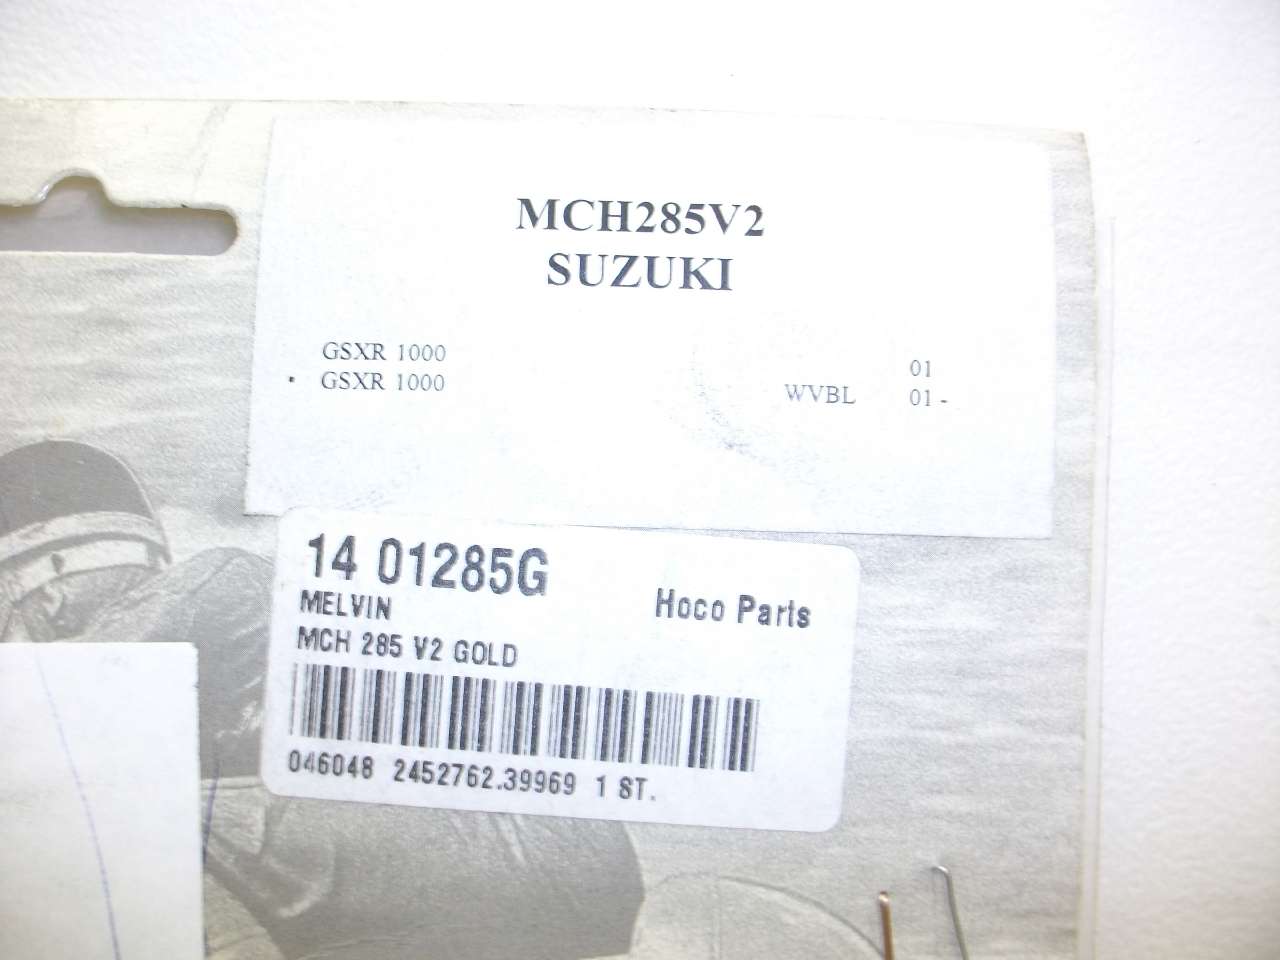 MCH285V2
SUZUKI
GSXR 1000 01
GSXR 1000 WVBL 01 -
14 01285G
MELVIN Hoco Parts
MCH 285 V2 GOLD
046048 2452762.39969 1 ST.